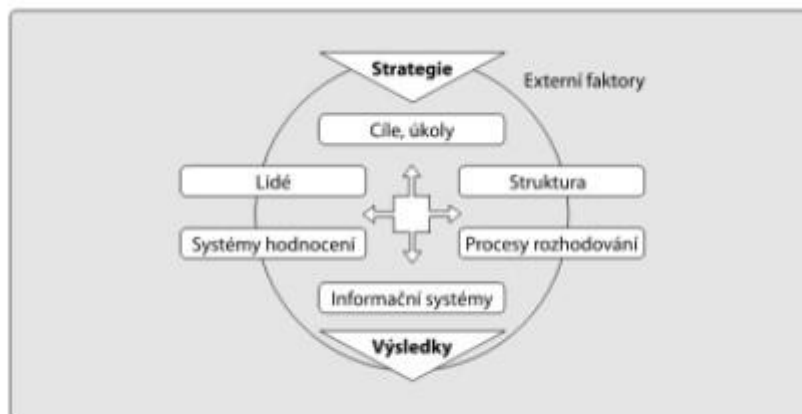 Strategie
Externí faktory
Cíle, úkoly
Lidé
Struktura
Systémy hodnocení
Procesy rozhodování
Informační systémy
Výsledky